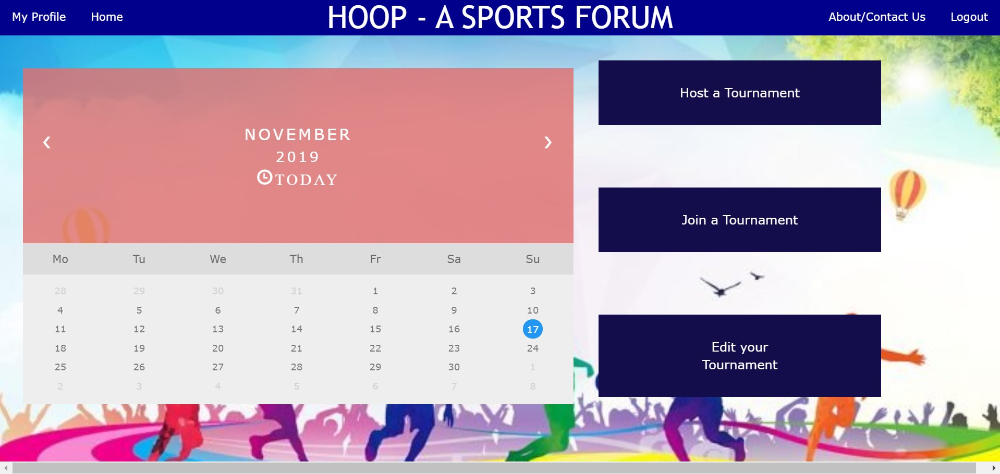 My Profile Home HOOP - A SPORTS FORUM About/Contact Us Logout
❮ NOVEMBER ❯
2019
TODAY
Mo Tu We Th Fr Sa Su
28 29 30 31 1 2 3
4 5 6 7 8 9 10
11 12 13 14 15 16 17
18 19 20 21 22 23 24
25 26 27 28 29 30 1
2 3 4 5 6 7 8
Host a Tournament
Join a Tournament
Edit your
Tournament